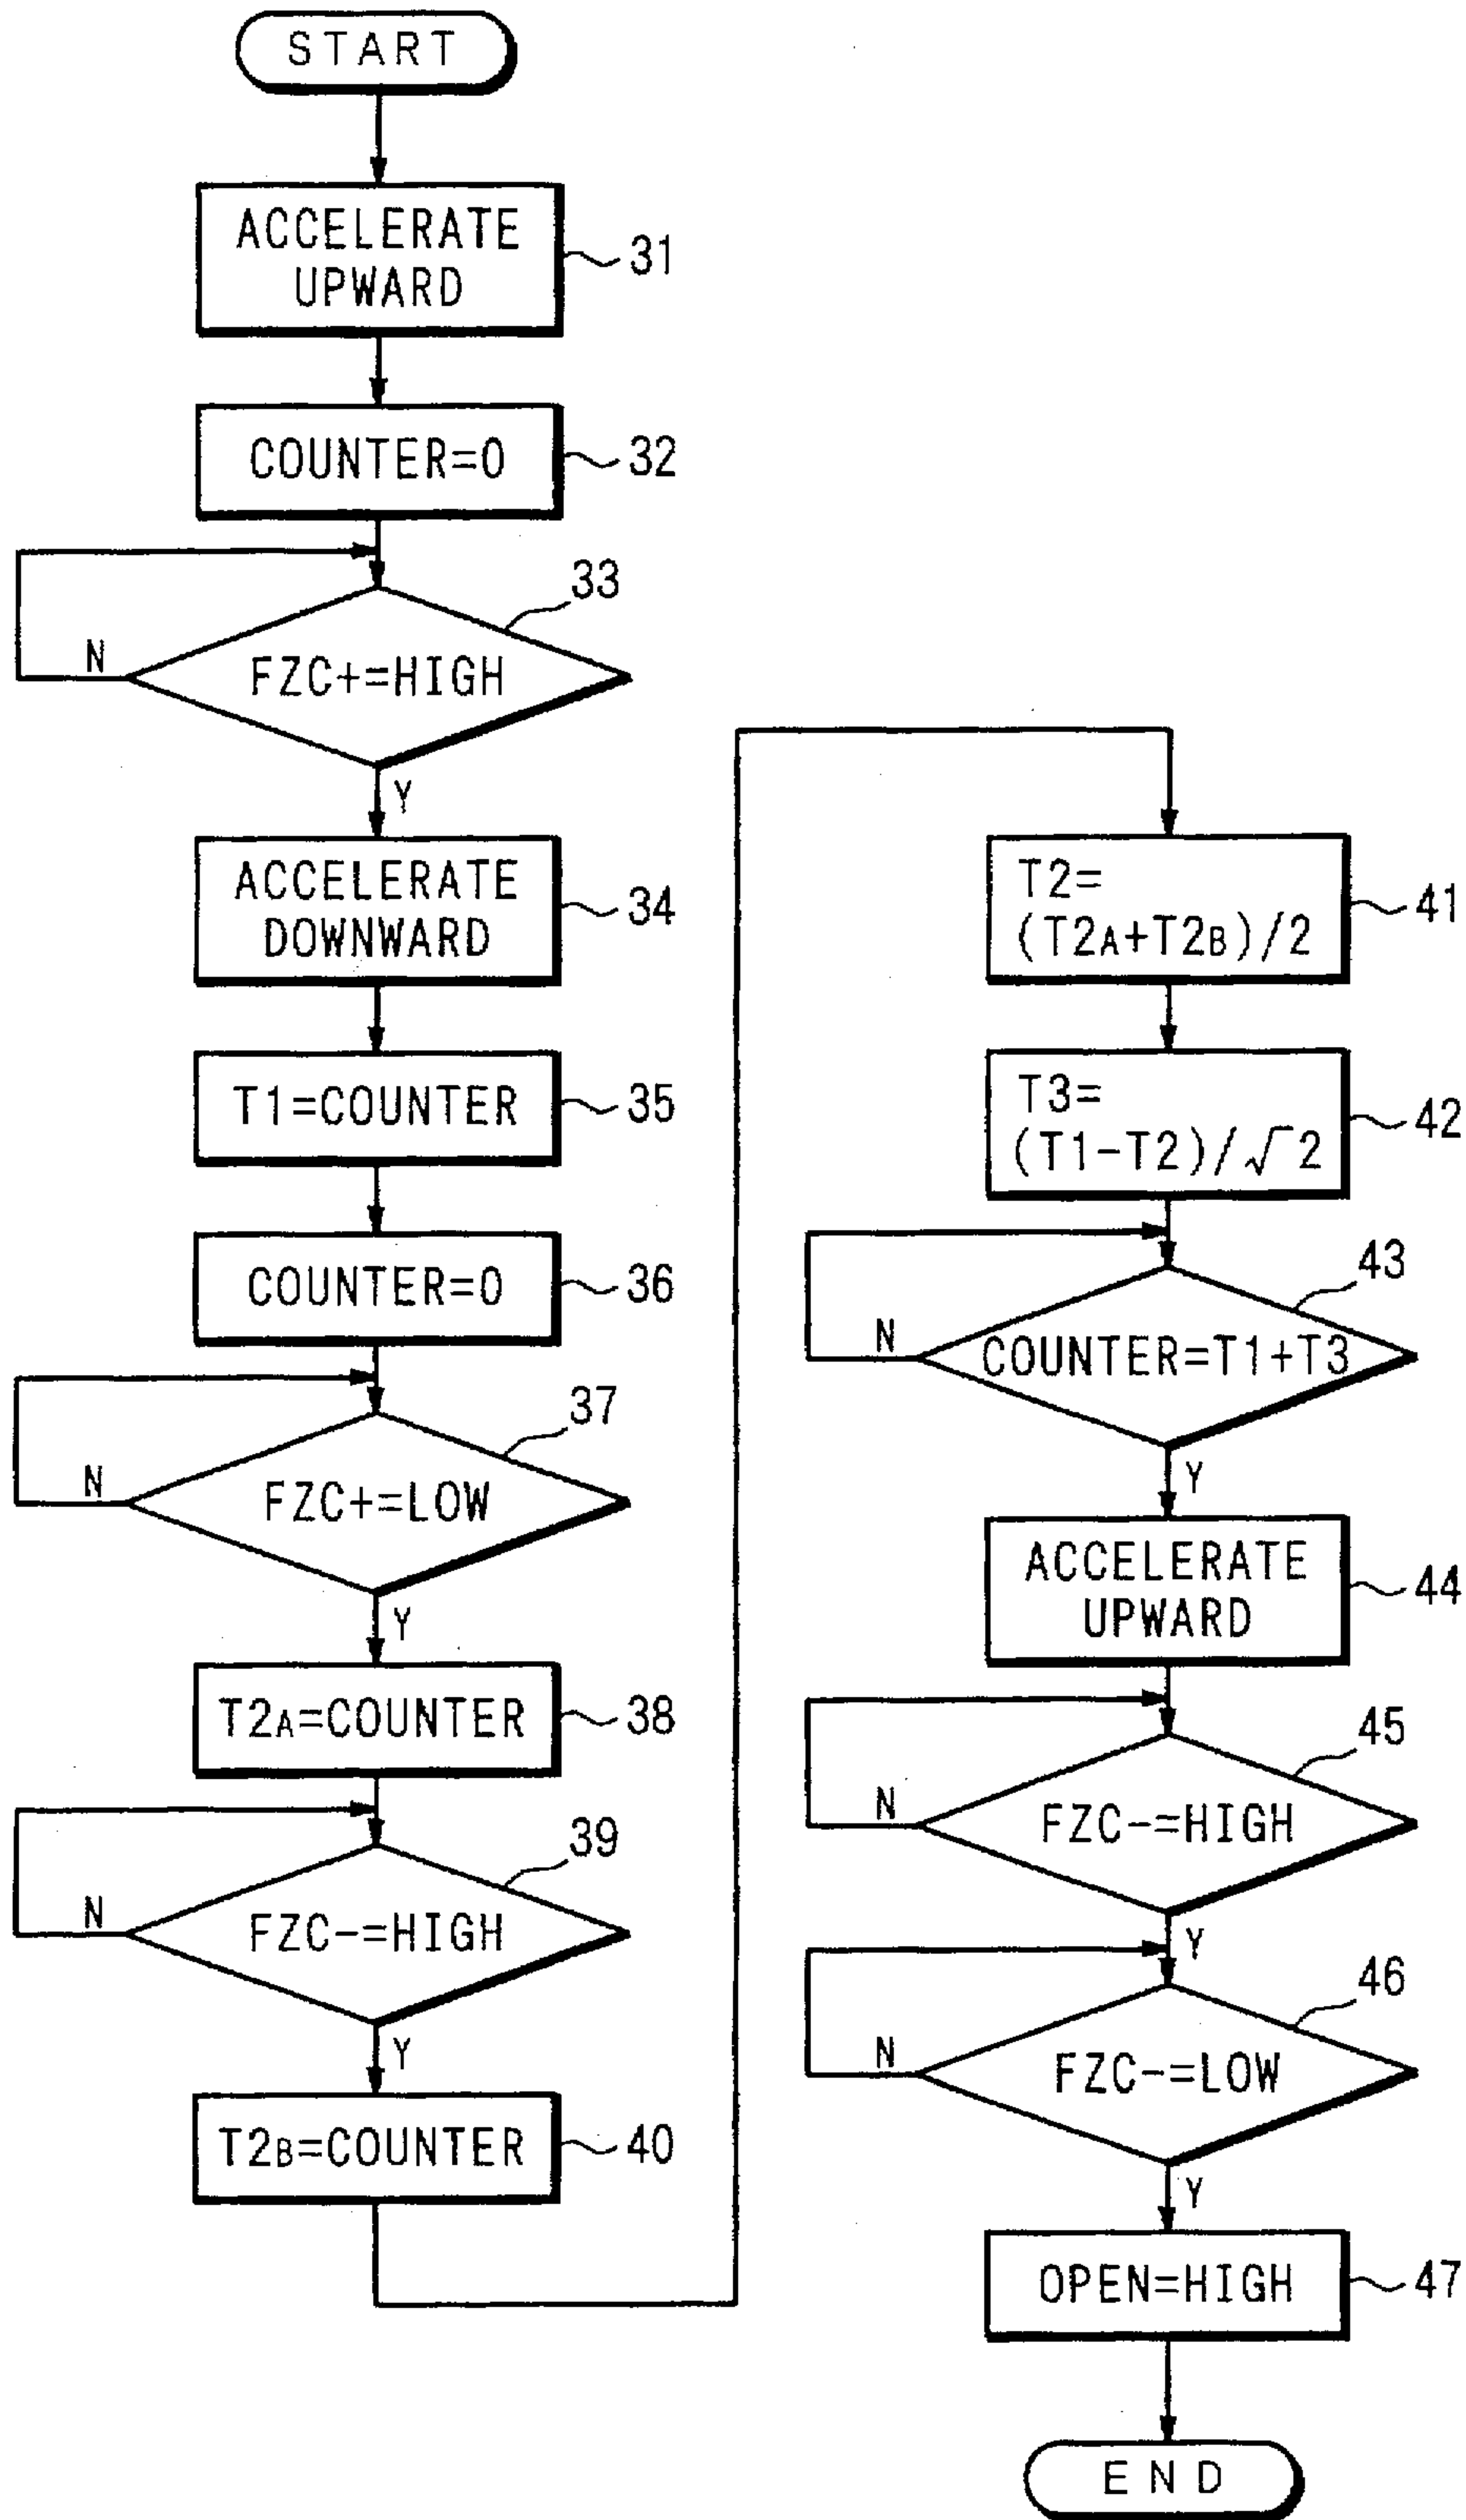 START
ACCELERATE
UPWARD
31
COUNTER=0
32
33
FZC+=HIGH
N
Y
ACCELERATE
DOWNWARD
34
T1=COUNTER
35
COUNTER=0
36
37
FZC+=LOW
N
Y
T2A=COUNTER
38
39
FZC-=HIGH
N
Y
T2B=COUNTER
40
T2=
(T2A+T2B)/2
41
T3=
(T1-T2)/√2
42
43
COUNTER=T1+T3
N
Y
ACCELERATE
UPWARD
44
45
FZC-=HIGH
N
Y
46
FZC-=LOW
N
Y
OPEN=HIGH
47
END